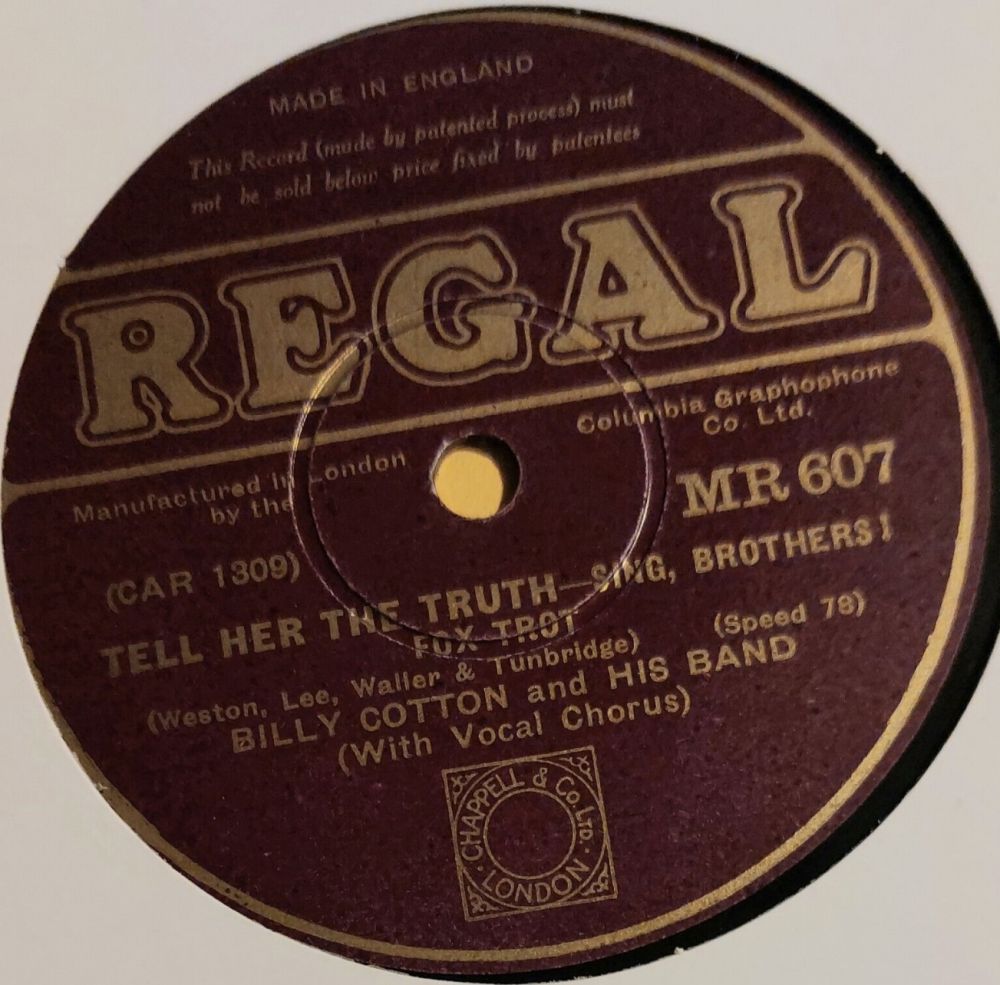 MADE IN ENGLAND
This Record (made by patented process) must
not be sold below price fixed by patentees
REGAL
Manufactured in London
by the
Columbia Graphophone
Co. Ltd.
MR 607
(CAR 1309)
TELL HER THE TRUTH—SING, BROTHERS!
FOX TROT
(Speed 78)
(Weston, Lee, Waller & Tunbridge)
BILLY COTTON and HIS BAND
(With Vocal Chorus)
CHAPPELL & CO. LTD.
LONDON